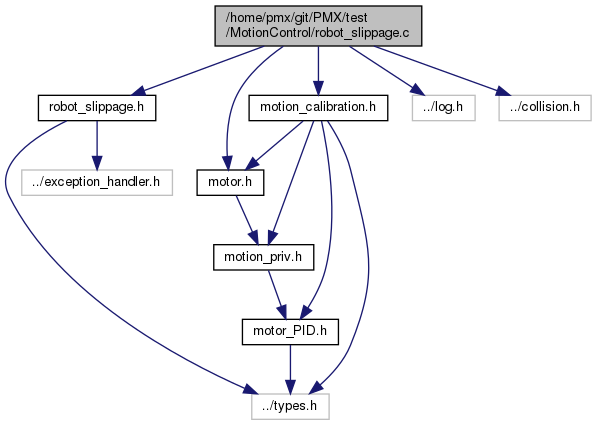 /home/pmx/git/PMX/test
/MotionControl/robot_slippage.c
robot_slippage.h
motion_calibration.h
../log.h
../collision.h
../exception_handler.h
motor.h
motion_priv.h
motor_PID.h
../types.h